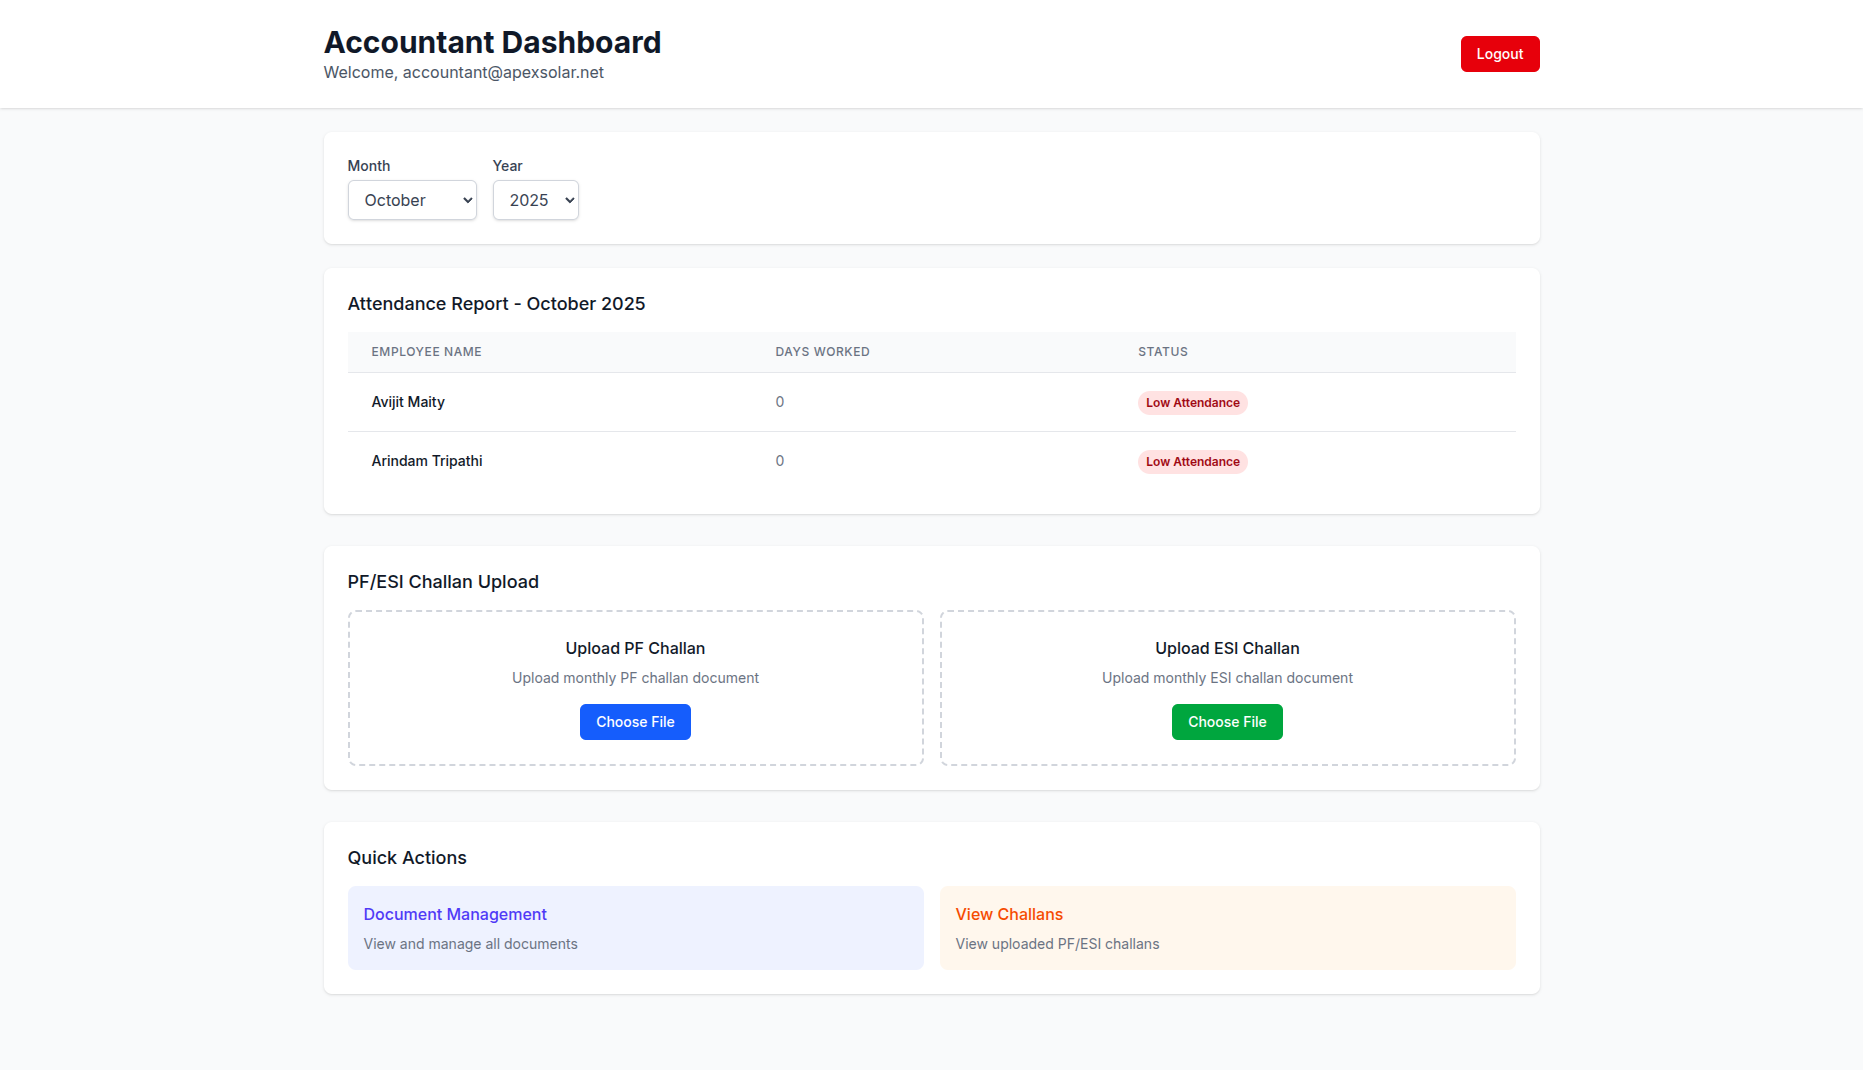 Accountant Dashboard
Welcome, accountant@apexsolar.net
Logout
Month
Year
October
2025
Attendance Report - October 2025
EMPLOYEE NAME DAYS WORKED STATUS
Avijit Maity 0 Low Attendance
Arindam Tripathi 0 Low Attendance
PF/ESI Challan Upload
Upload PF Challan
Upload monthly PF challan document
Choose File
Upload ESI Challan
Upload monthly ESI challan document
Choose File
Quick Actions
Document Management
View and manage all documents
View Challans
View uploaded PF/ESI challans